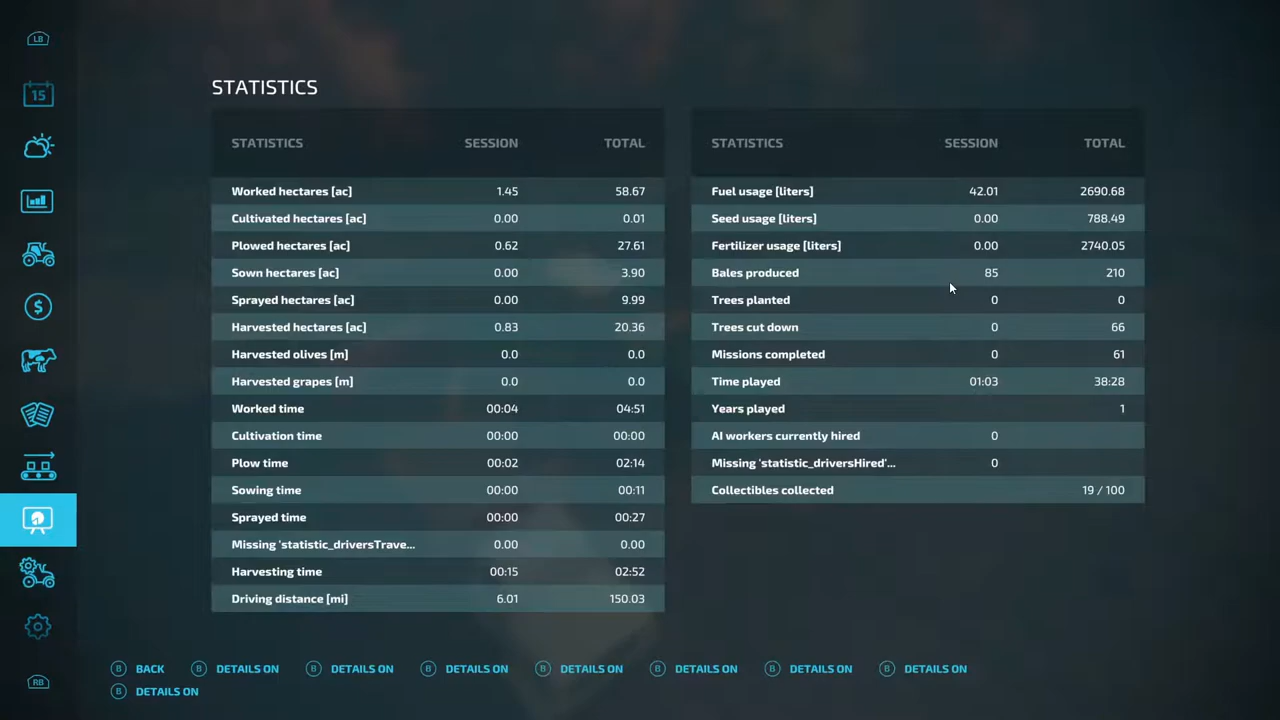 LB
15
STATISTICS
STATISTICS SESSION TOTAL
Worked hectares [ac] 1.45 58.67
Cultivated hectares [ac] 0.00 0.01
Plowed hectares [ac] 0.62 27.61
Sown hectares [ac] 0.00 3.90
Sprayed hectares [ac] 0.00 9.99
Harvested hectares [ac] 0.83 20.36
Harvested olives [m] 0.0 0.0
Harvested grapes [m] 0.0 0.0
Worked time 00:04 04:51
Cultivation time 00:00 00:00
Plow time 00:02 02:14
Sowing time 00:00 00:11
Sprayed time 00:00 00:27
Missing 'statistic_driversTrave... 0.00 0.00
Harvesting time 00:15 02:52
Driving distance [mi] 6.01 150.03
STATISTICS SESSION TOTAL
Fuel usage [liters] 42.01 2690.68
Seed usage [liters] 0.00 788.49
Fertilizer usage [liters] 0.00 2740.05
Bales produced 85 210
Trees planted 0 0
Trees cut down 0 66
Missions completed 0 61
Time played 01:03 38:28
Years played 1
AI workers currently hired 0
Missing 'statistic_driversHired'... 0
Collectibles collected 19 / 100
RB
B BACK B DETAILS ON B DETAILS ON B DETAILS ON B DETAILS ON B DETAILS ON B DETAILS ON B DETAILS ON
B DETAILS ON